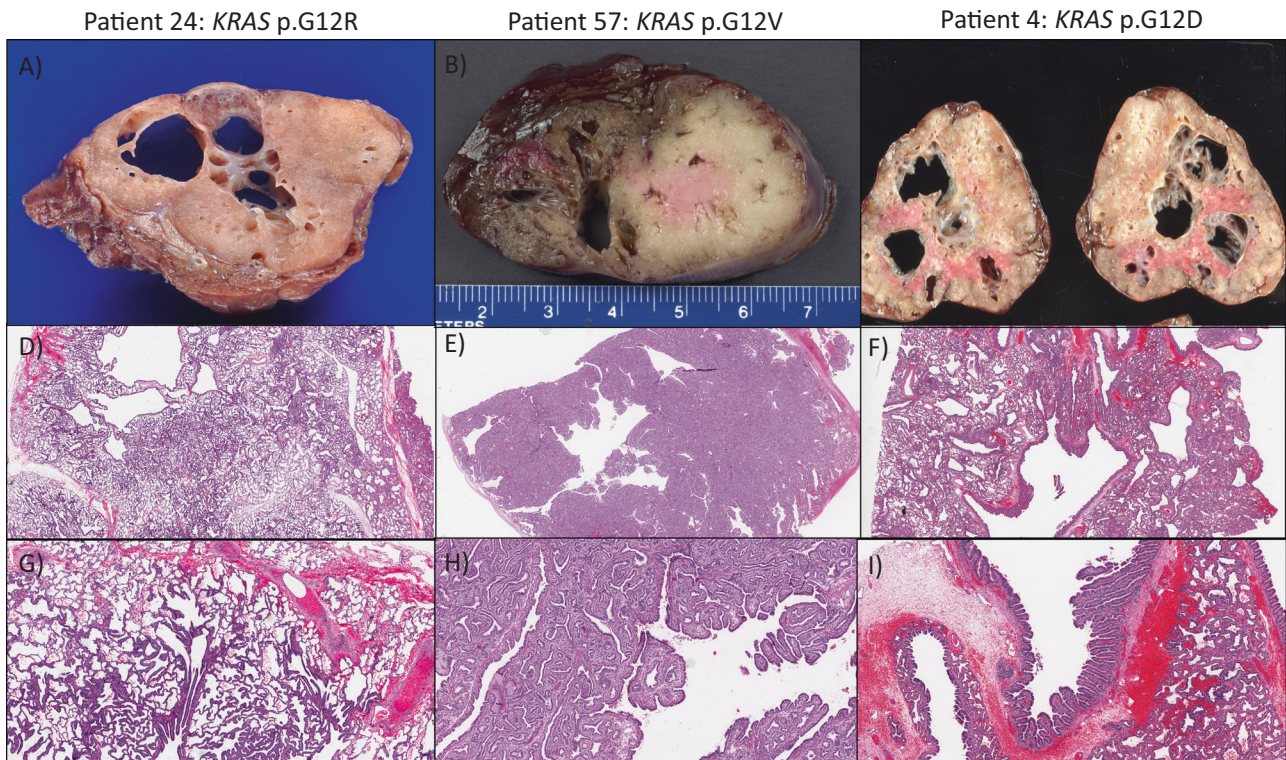 Patient 24: KRAS p.G12R
Patient 57: KRAS p.G12V
Patient 4: KRAS p.G12D
A)
B)
2 3 4 5 6 7
D)
E)
F)
G)
H)
I)